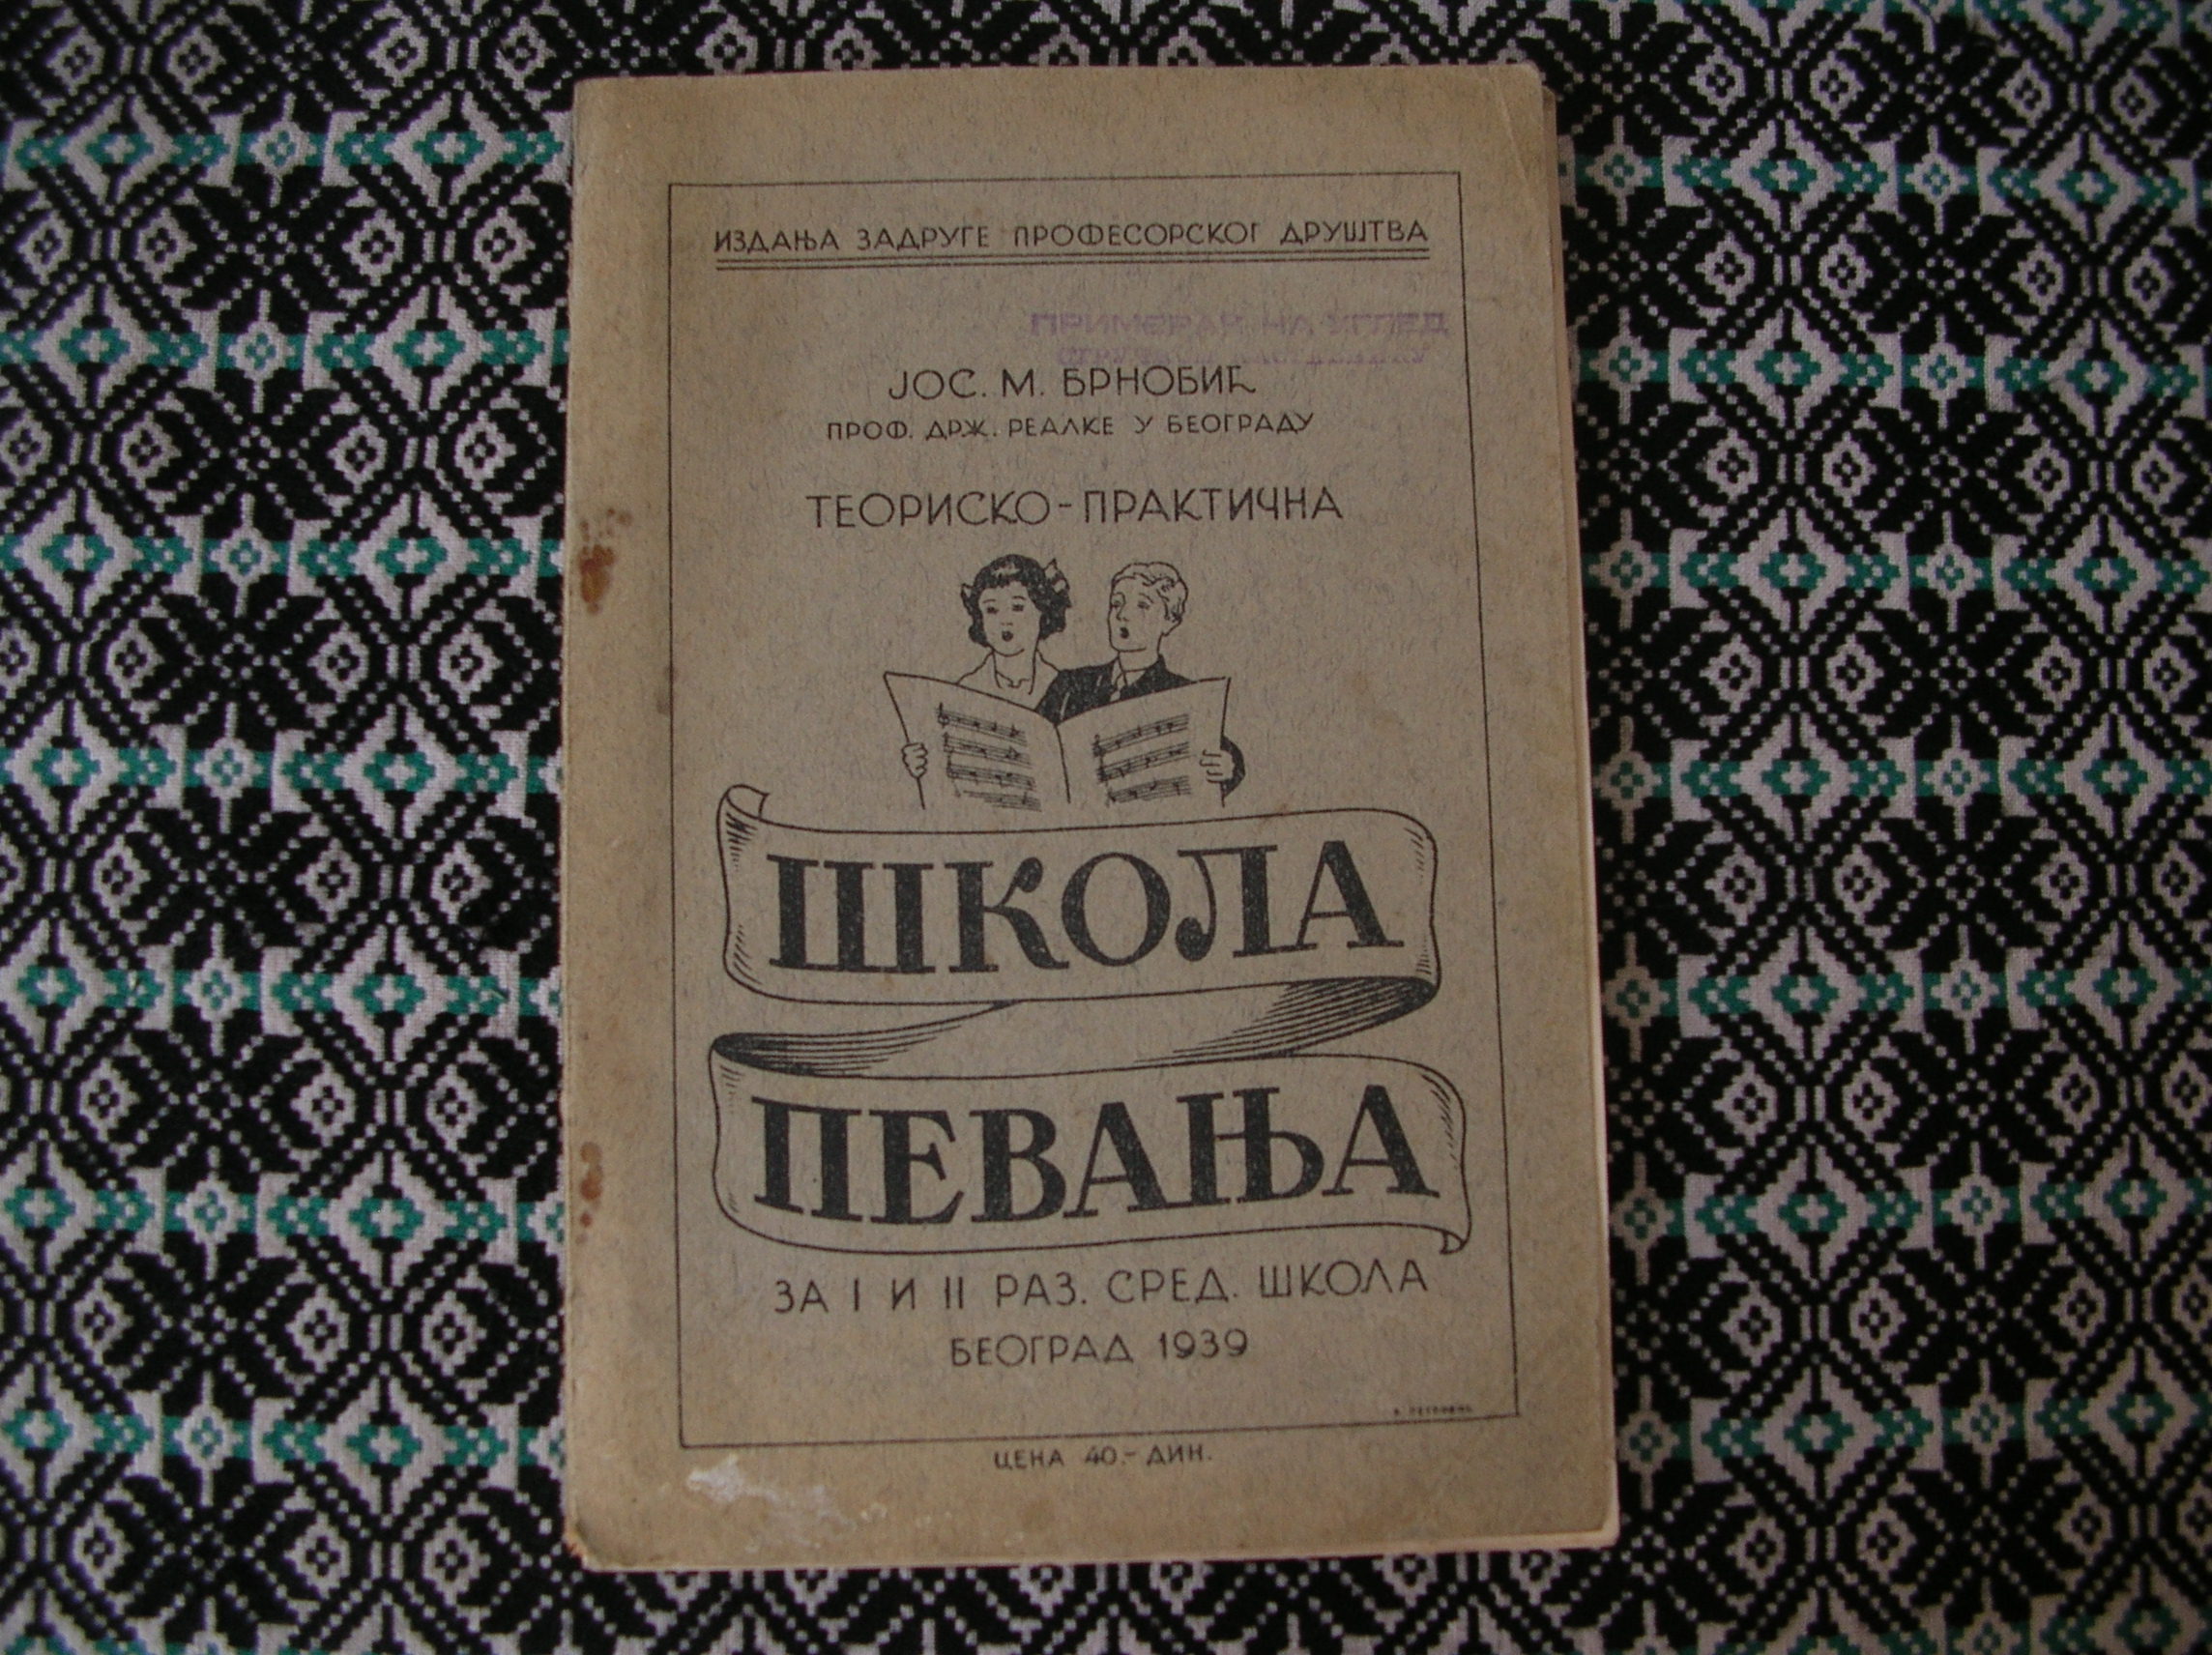 ИЗДАЊА ЗАДРУГЕ ПРОФЕСОРСКОГ ДРУШТВА
ПРИМЕРАК НА УГЛЕД
ЈОС. М. БРНОБИЋ
ПРОФ. ДРЖ. РЕАЛКЕ У БЕОГРАДУ
ТЕОРИСКО-ПРАКТИЧНА
ШКОЛА
ПЕВАЊА
ЗА I И II РАЗ. СРЕД. ШКОЛА
БЕОГРАД 1939
ЦЕНА 40.- ДИН.